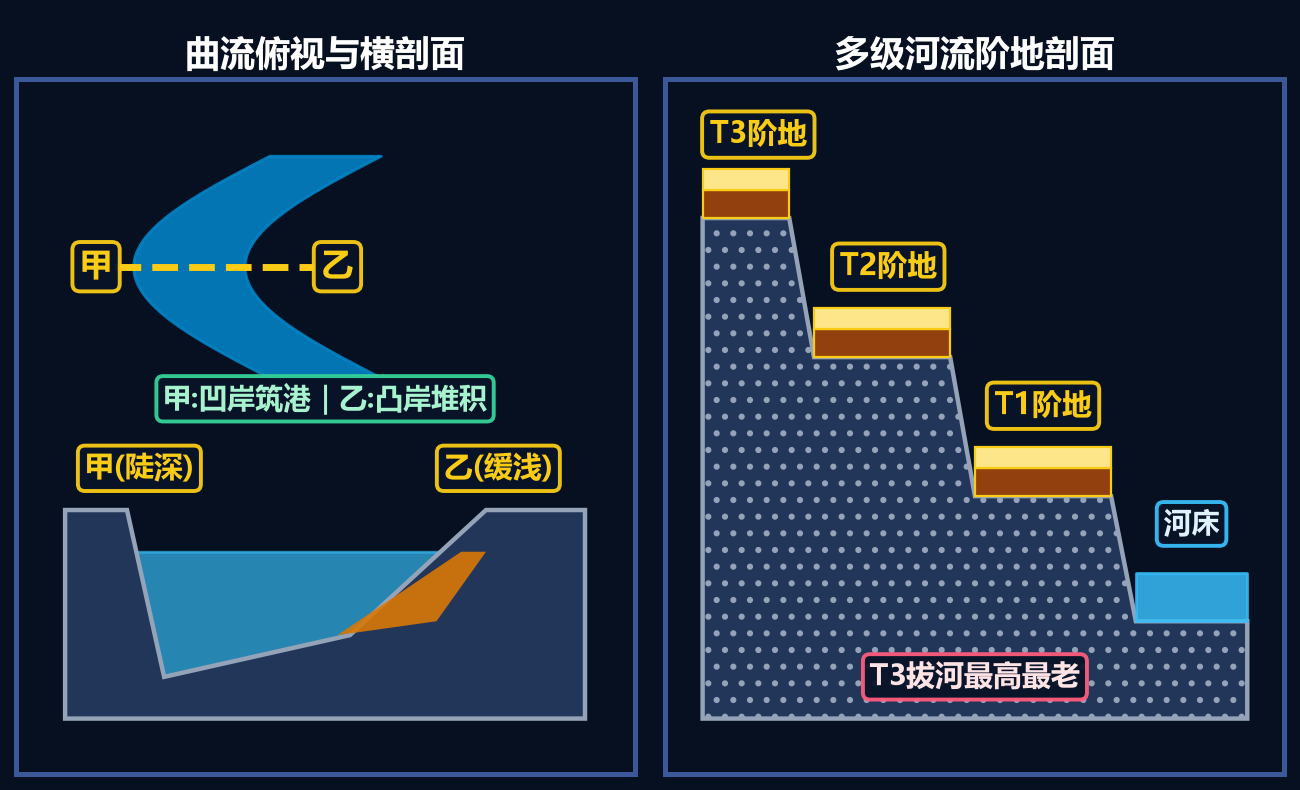 曲流俯视与横剖面
甲
乙
甲:凹岸筑港 | 乙:凸岸堆积
甲(陡深)
乙(缓浅)
多级河流阶地剖面
T3阶地
T2阶地
T1阶地
河床
T3拔河最高最老